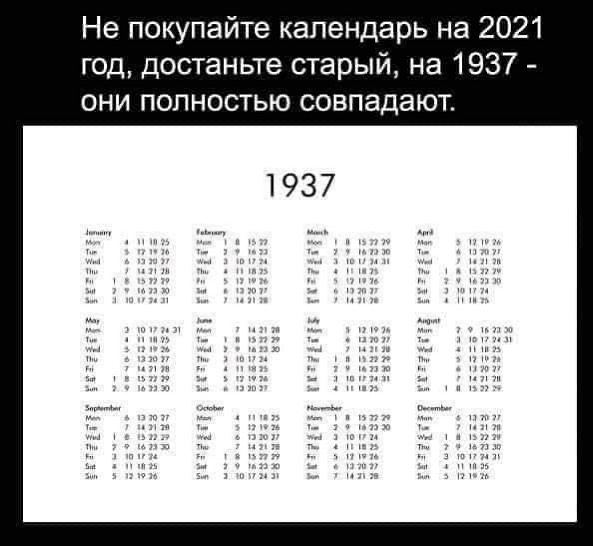 Не покупайте календарь на 2021
год, достаньте старый, на 1937 -
они полностью совпадают.
1937
January
Mon 4 11 18 25
Tue 5 12 19 26
Wed 6 13 20 27
Thu 7 14 21 28
Fri 1 8 15 22 29
Sat 2 9 16 23 30
Sun 3 10 17 24 31
February
Mon 1 8 15 22
Tue 2 9 16 23
Wed 3 10 17 24
Thu 4 11 18 25
Fri 5 12 19 26
Sat 6 13 20 27
Sun 7 14 21 28
March
Mon 1 8 15 22 29
Tue 2 9 16 23 30
Wed 3 10 17 24 31
Thu 4 11 18 25
Fri 5 12 19 26
Sat 6 13 20 27
Sun 7 14 21 28
April
Mon 5 12 19 26
Tue 6 13 20 27
Wed 7 14 21 28
Thu 1 8 15 22 29
Fri 2 9 16 23 30
Sat 3 10 17 24
Sun 4 11 18 25
May
Mon 3 10 17 24 31
Tue 4 11 18 25
Wed 5 12 19 26
Thu 6 13 20 27
Fri 7 14 21 28
Sat 1 8 15 22 29
Sun 2 9 16 23 30
June
Mon 7 14 21 28
Tue 1 8 15 22 29
Wed 2 9 16 23 30
Thu 3 10 17 24
Fri 4 11 18 25
Sat 5 12 19 26
Sun 6 13 20 27
July
Mon 5 12 19 26
Tue 6 13 20 27
Wed 7 14 21 28
Thu 1 8 15 22 29
Fri 2 9 16 23 30
Sat 3 10 17 24 31
Sun 4 11 18 25
August
Mon 2 9 16 23 30
Tue 3 10 17 24 31
Wed 4 11 18 25
Thu 5 12 19 26
Fri 6 13 20 27
Sat 7 14 21 28
Sun 1 8 15 22 29
September
Mon 6 13 20 27
Tue 7 14 21 28
Wed 1 8 15 22 29
Thu 2 9 16 23 30
Fri 3 10 17 24
Sat 4 11 18 25
Sun 5 12 19 26
October
Mon 4 11 18 25
Tue 5 12 19 26
Wed 6 13 20 27
Thu 7 14 21 28
Fri 1 8 15 22 29
Sat 2 9 16 23 30
Sun 3 10 17 24 31
November
Mon 1 8 15 22 29
Tue 2 9 16 23 30
Wed 3 10 17 24
Thu 4 11 18 25
Fri 5 12 19 26
Sat 6 13 20 27
Sun 7 14 21 28
December
Mon 6 13 20 27
Tue 7 14 21 28
Wed 1 8 15 22 29
Thu 2 9 16 23 30
Fri 3 10 17 24 31
Sat 4 11 18 25
Sun 5 12 19 26